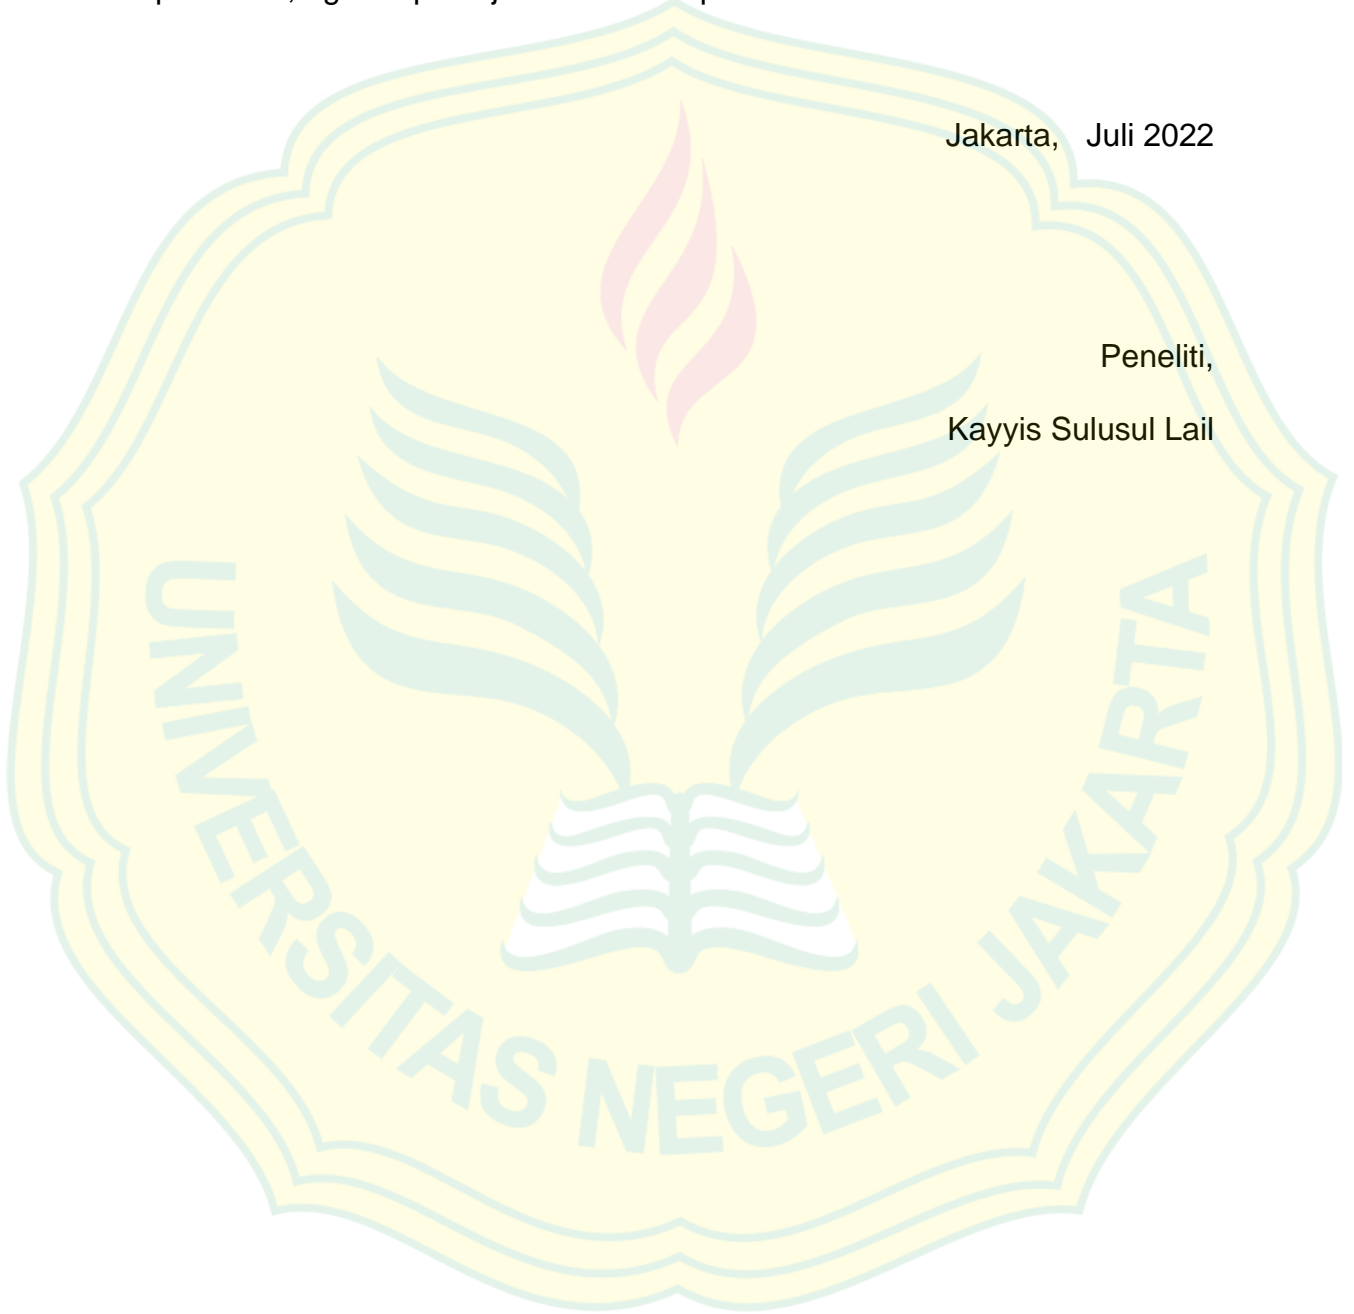 Jakarta, Juli 2022
Peneliti,
Kayyis Sulusul Lail
UNIVERSITAS NEGERI JAKARTA